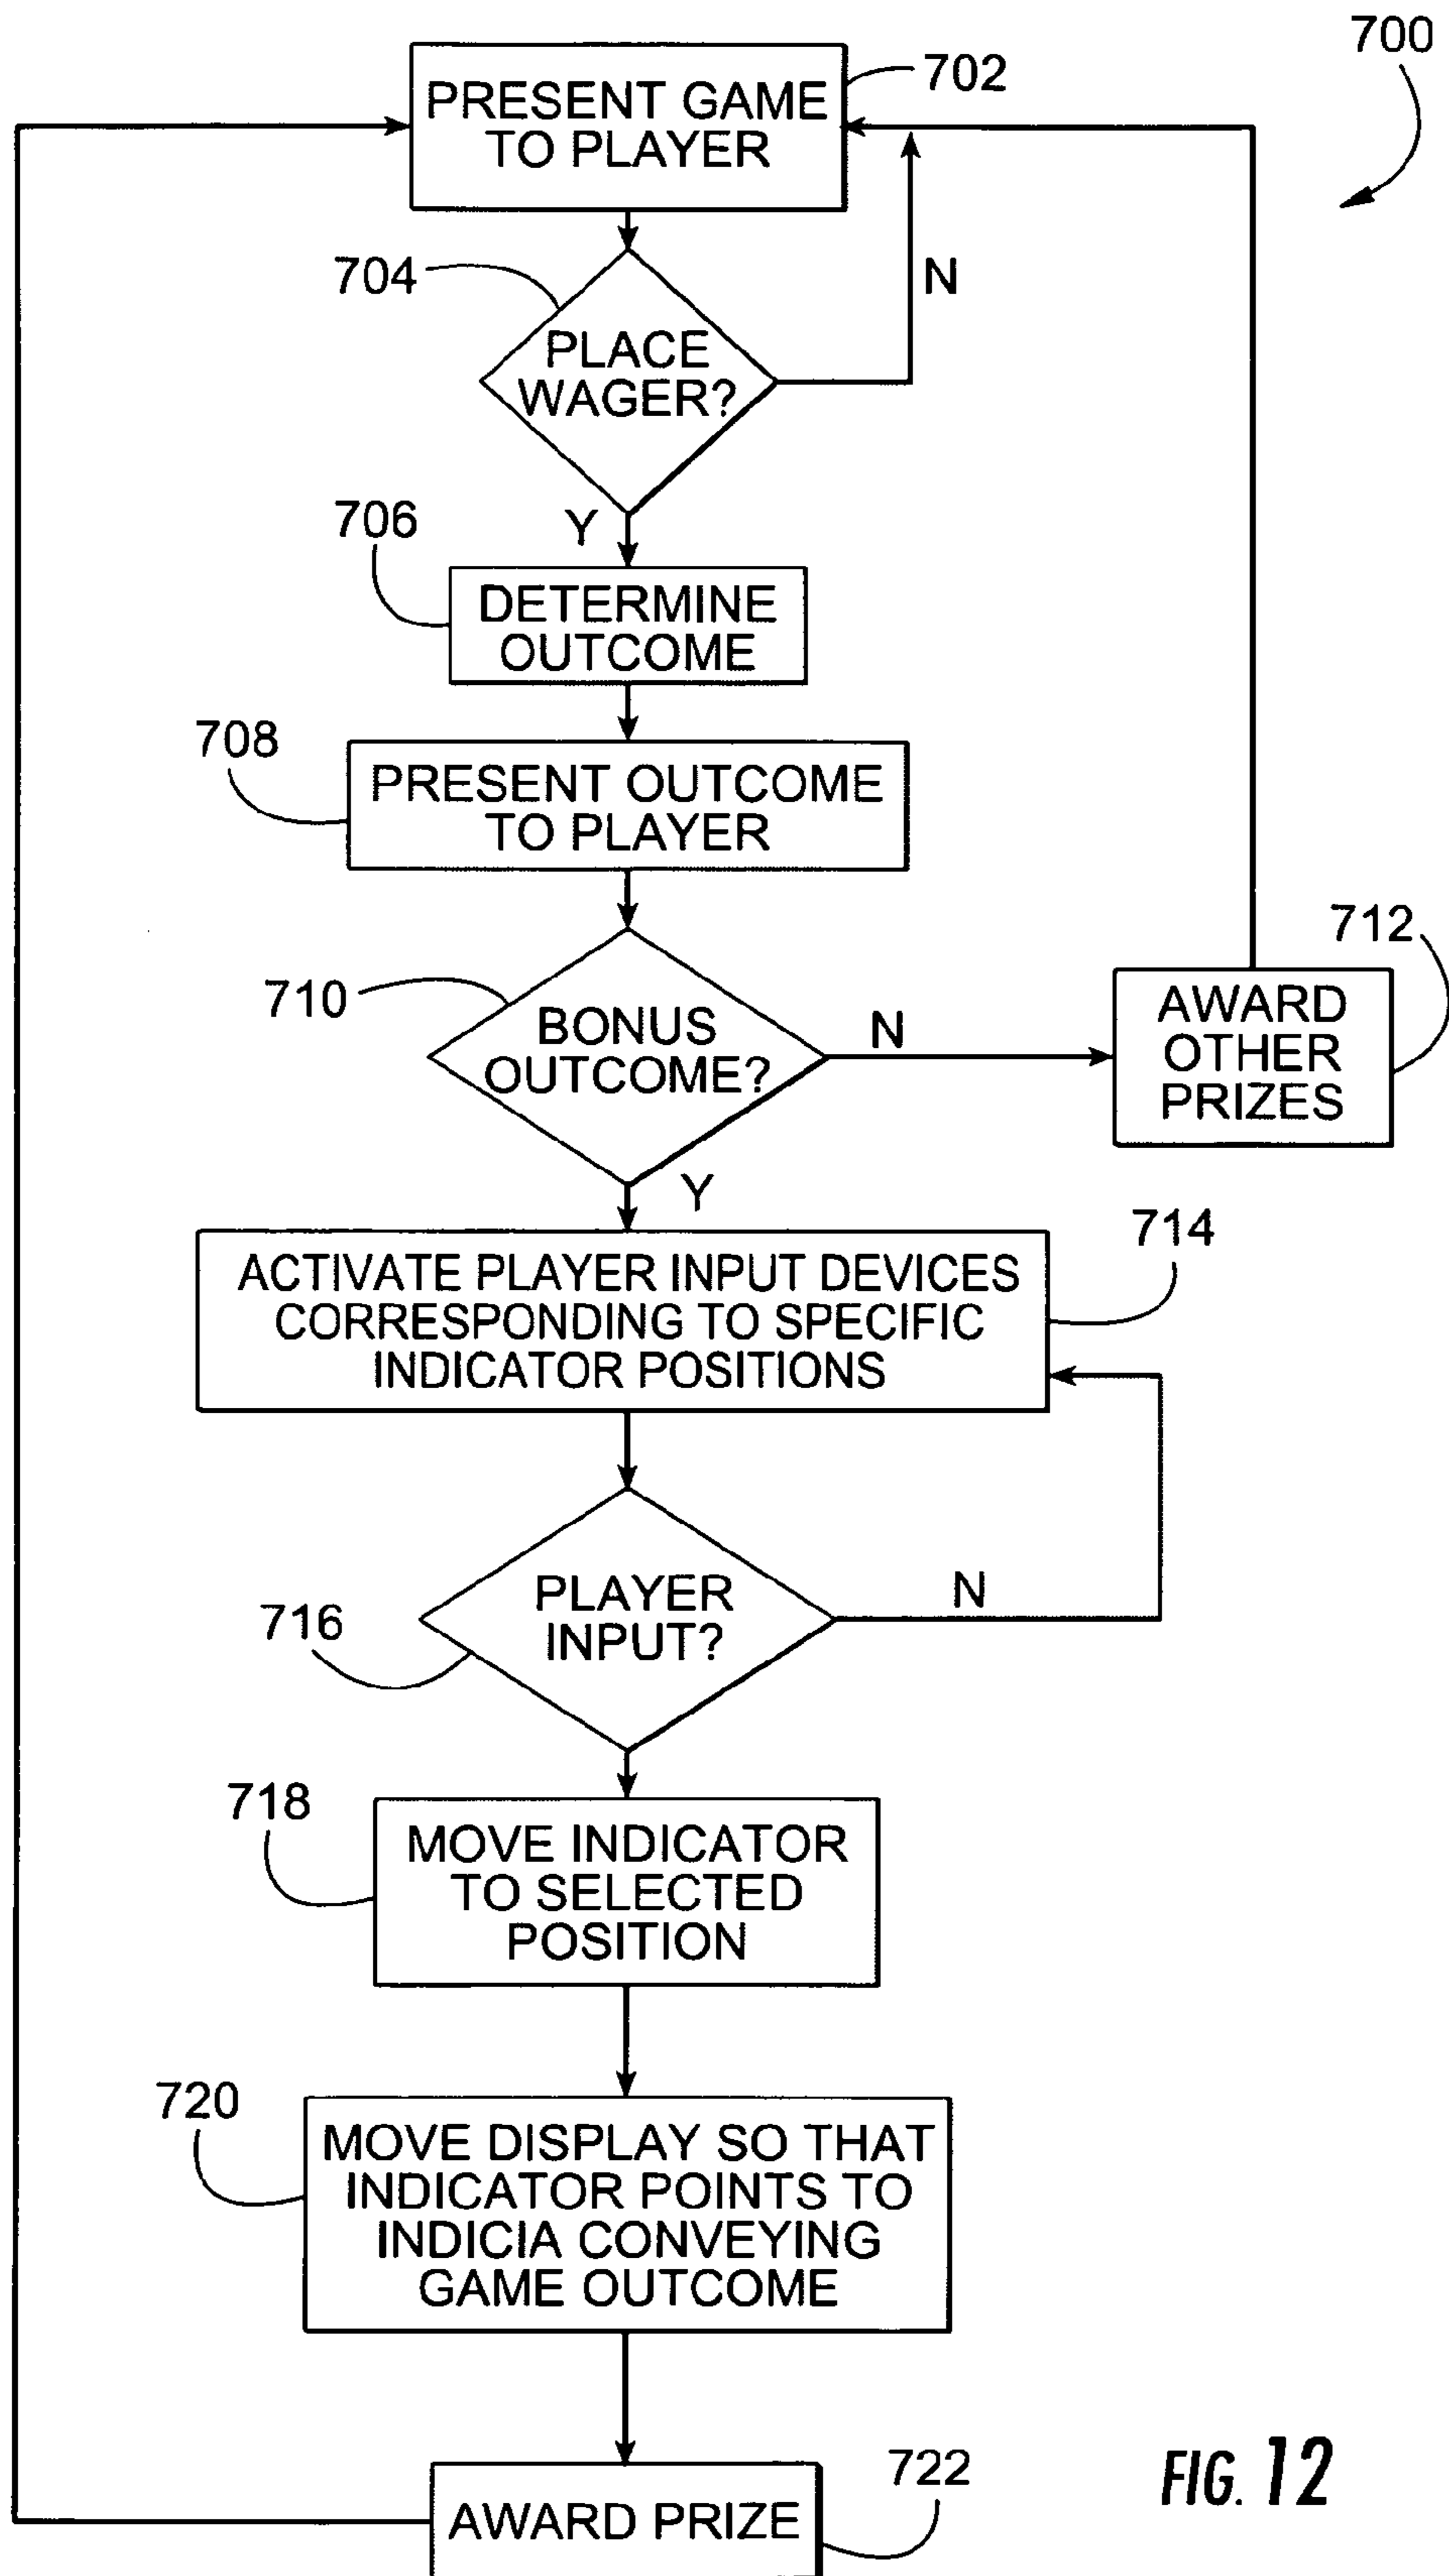 700
702
PRESENT GAME
TO PLAYER
704
N
PLACE
WAGER?
706
Y
DETERMINE
OUTCOME
708
PRESENT OUTCOME
TO PLAYER
712
710
N
BONUS
OUTCOME?
AWARD
OTHER
PRIZES
Y
714
ACTIVATE PLAYER INPUT DEVICES
CORRESPONDING TO SPECIFIC
INDICATOR POSITIONS
716
N
PLAYER
INPUT?
718
MOVE INDICATOR
TO SELECTED
POSITION
720
MOVE DISPLAY SO THAT
INDICATOR POINTS TO
INDICIA CONVEYING
GAME OUTCOME
722
AWARD PRIZE
FIG. 12